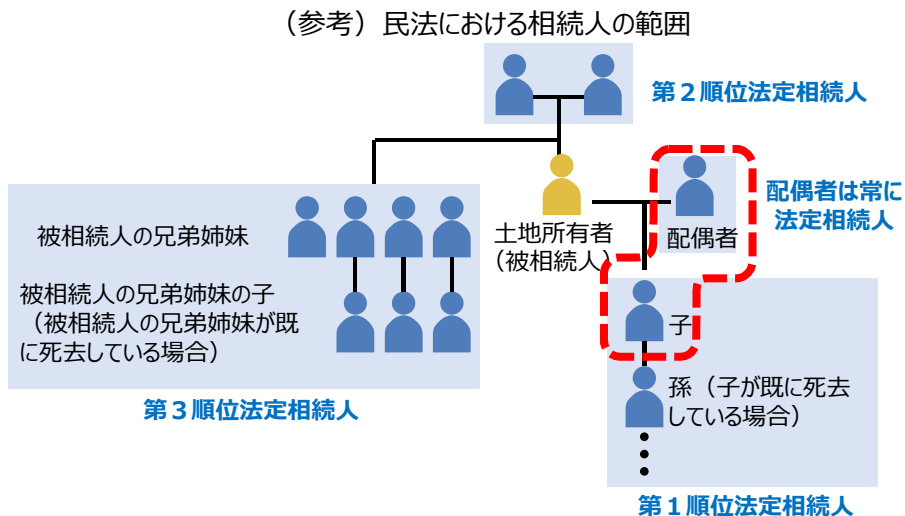 （参考）民法における相続人の範囲
第２順位法定相続人
配偶者は常に
法定相続人
土地所有者
（被相続人）
配偶者
被相続人の兄弟姉妹
被相続人の兄弟姉妹の子
（被相続人の兄弟姉妹が既
に死去している場合）
第３順位法定相続人
子
孫（子が既に死去
している場合）
第１順位法定相続人